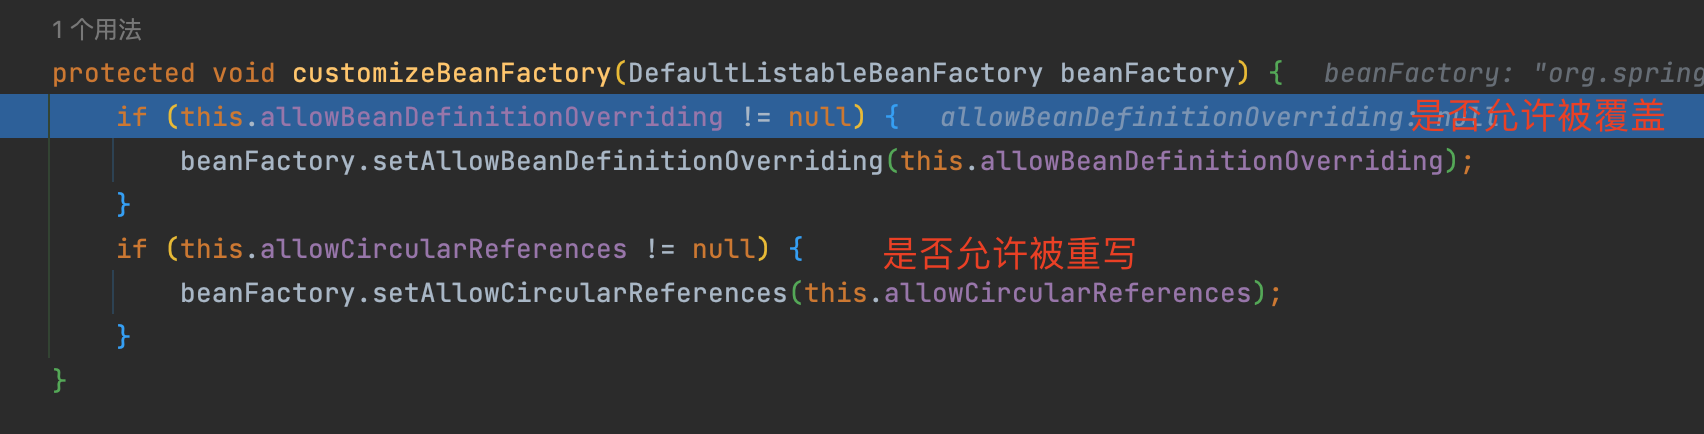 1 个用法
protected void customizeBeanFactory(DefaultListableBeanFactory beanFactory) { beanFactory: "org.spring
if (this.allowBeanDefinitionOverriding != null) { allowBeanDefinitionOverriding: null 是否允许被覆盖
beanFactory.setAllowBeanDefinitionOverriding(this.allowBeanDefinitionOverriding);
}
if (this.allowCircularReferences != null) { 是否允许被重写
beanFactory.setAllowCircularReferences(this.allowCircularReferences);
}
}